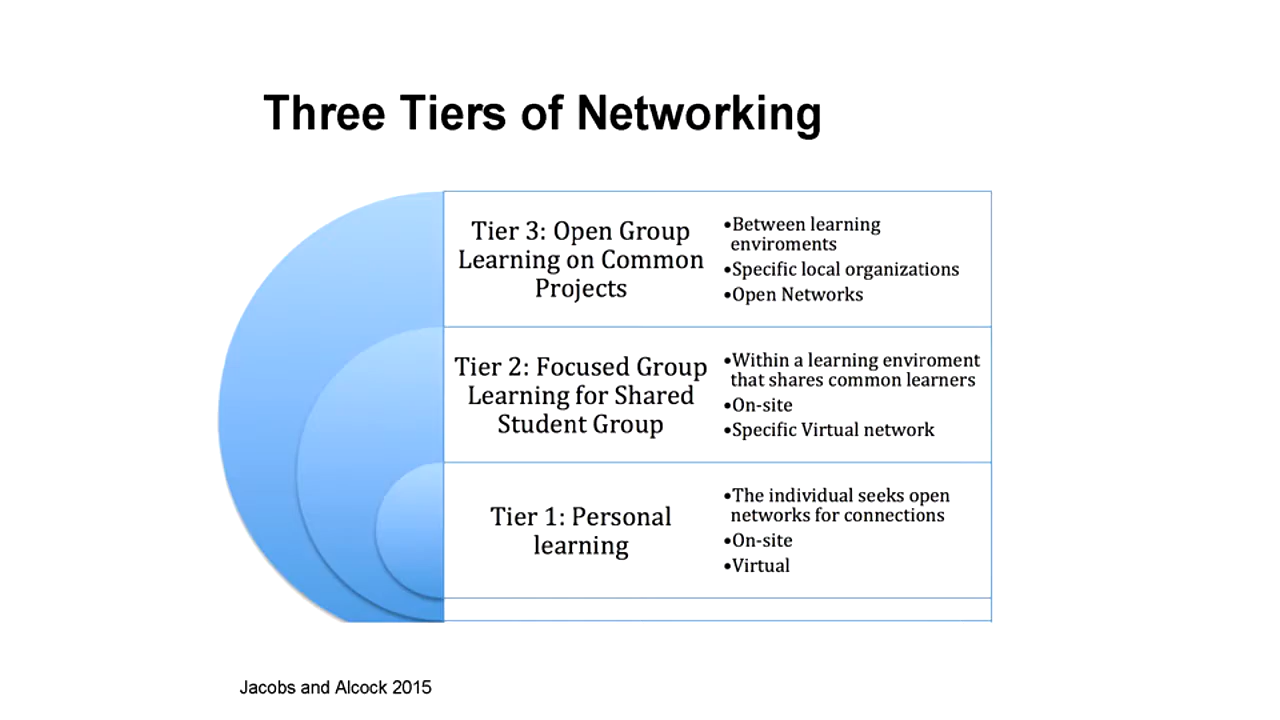 Three Tiers of Networking
Tier 3: Open Group
Learning on Common
Projects
•Between learning
enviroments
•Specific local organizations
•Open Networks
Tier 2: Focused Group
Learning for Shared
Student Group
•Within a learning enviroment
that shares common learners
•On-site
•Specific Virtual network
Tier 1: Personal
learning
•The individual seeks open
networks for connections
•On-site
•Virtual
Jacobs and Alcock 2015